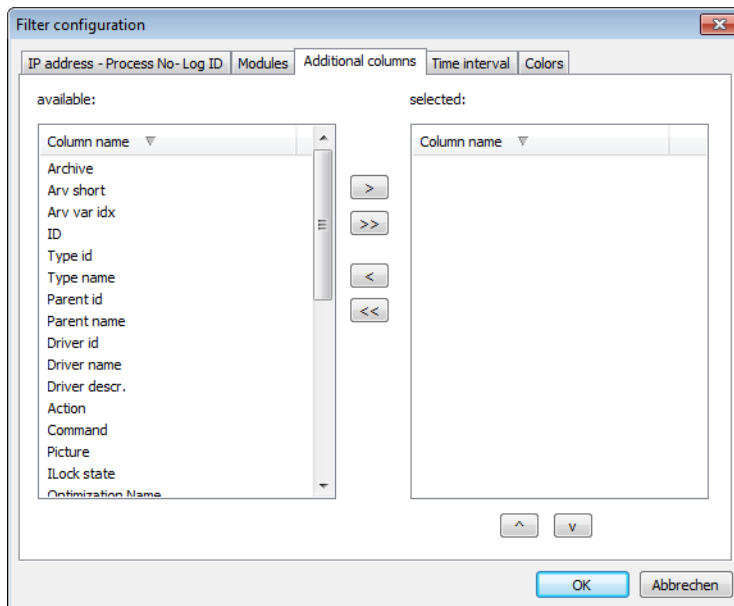 Filter configuration
IP address - Process No- Log ID Modules Additional columns Time interval Colors
available: selected:
Column name Column name
Archive
Arv short
Arv var idx
ID
Type id
Type name
Parent id
Parent name
Driver id
Driver name
Driver descr.
Action
Command
Picture
ILock state
Optimization Name
>
>>
<
<<
^ v
OK Abbrechen